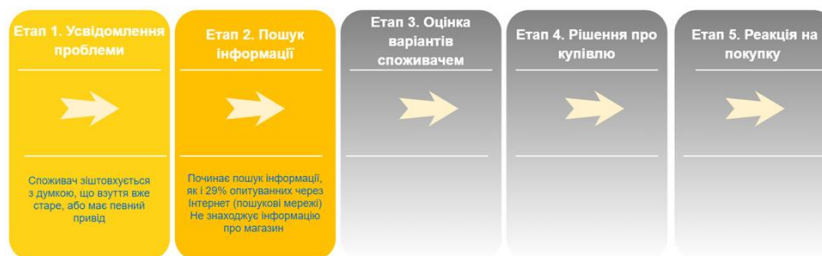 Етап 1. Усвідомлення
проблеми
Етап 2. Пошук
інформації
Етап 3. Оцінка
варіантів
споживачем
Етап 4. Рішення про
купівлю
Етап 5. Реакція на
покупку
Споживач зіштовхується
з думкою, що взуття вже
старе, або має певний
привід
Починає пошук інформації,
як і 29% опитуванних через
Інтернет (пошукові мережі)
Не знаходжує інформацію
про магазин